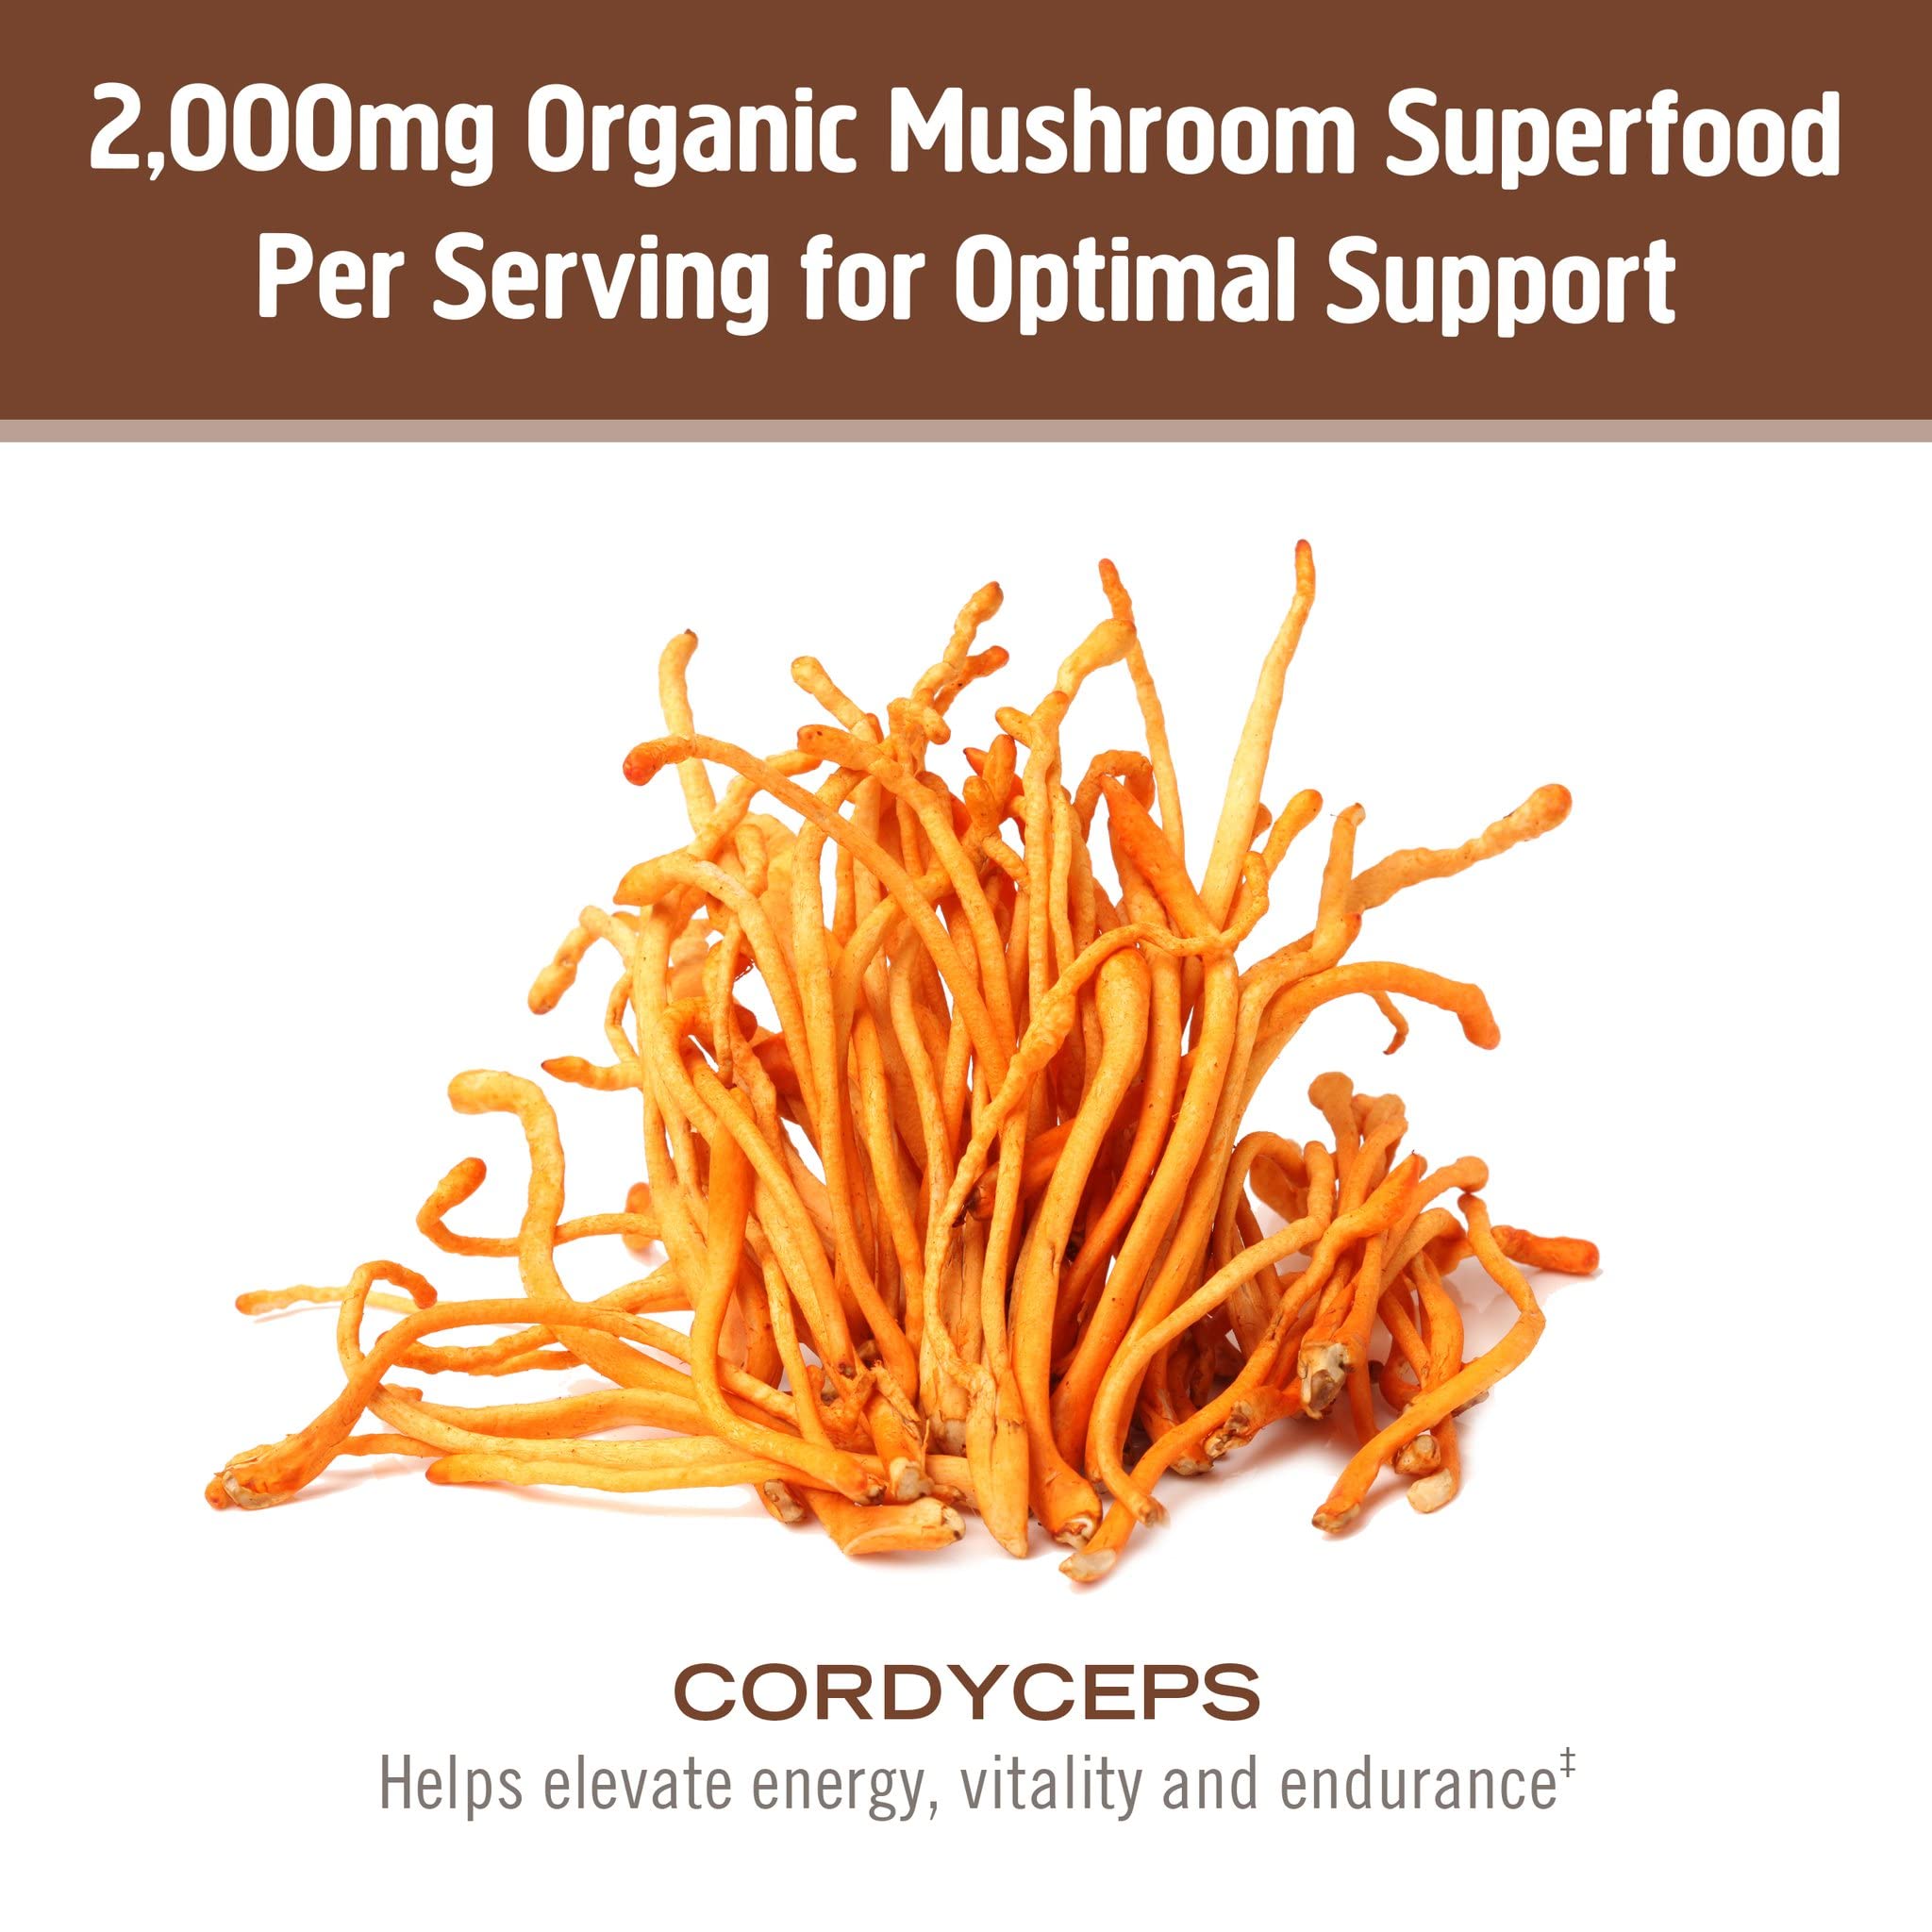 2,000mg Organic Mushroom Superfood
Per Serving for Optimal Support
CORDYCEPS
Helps elevate energy, vitality and endurance‡